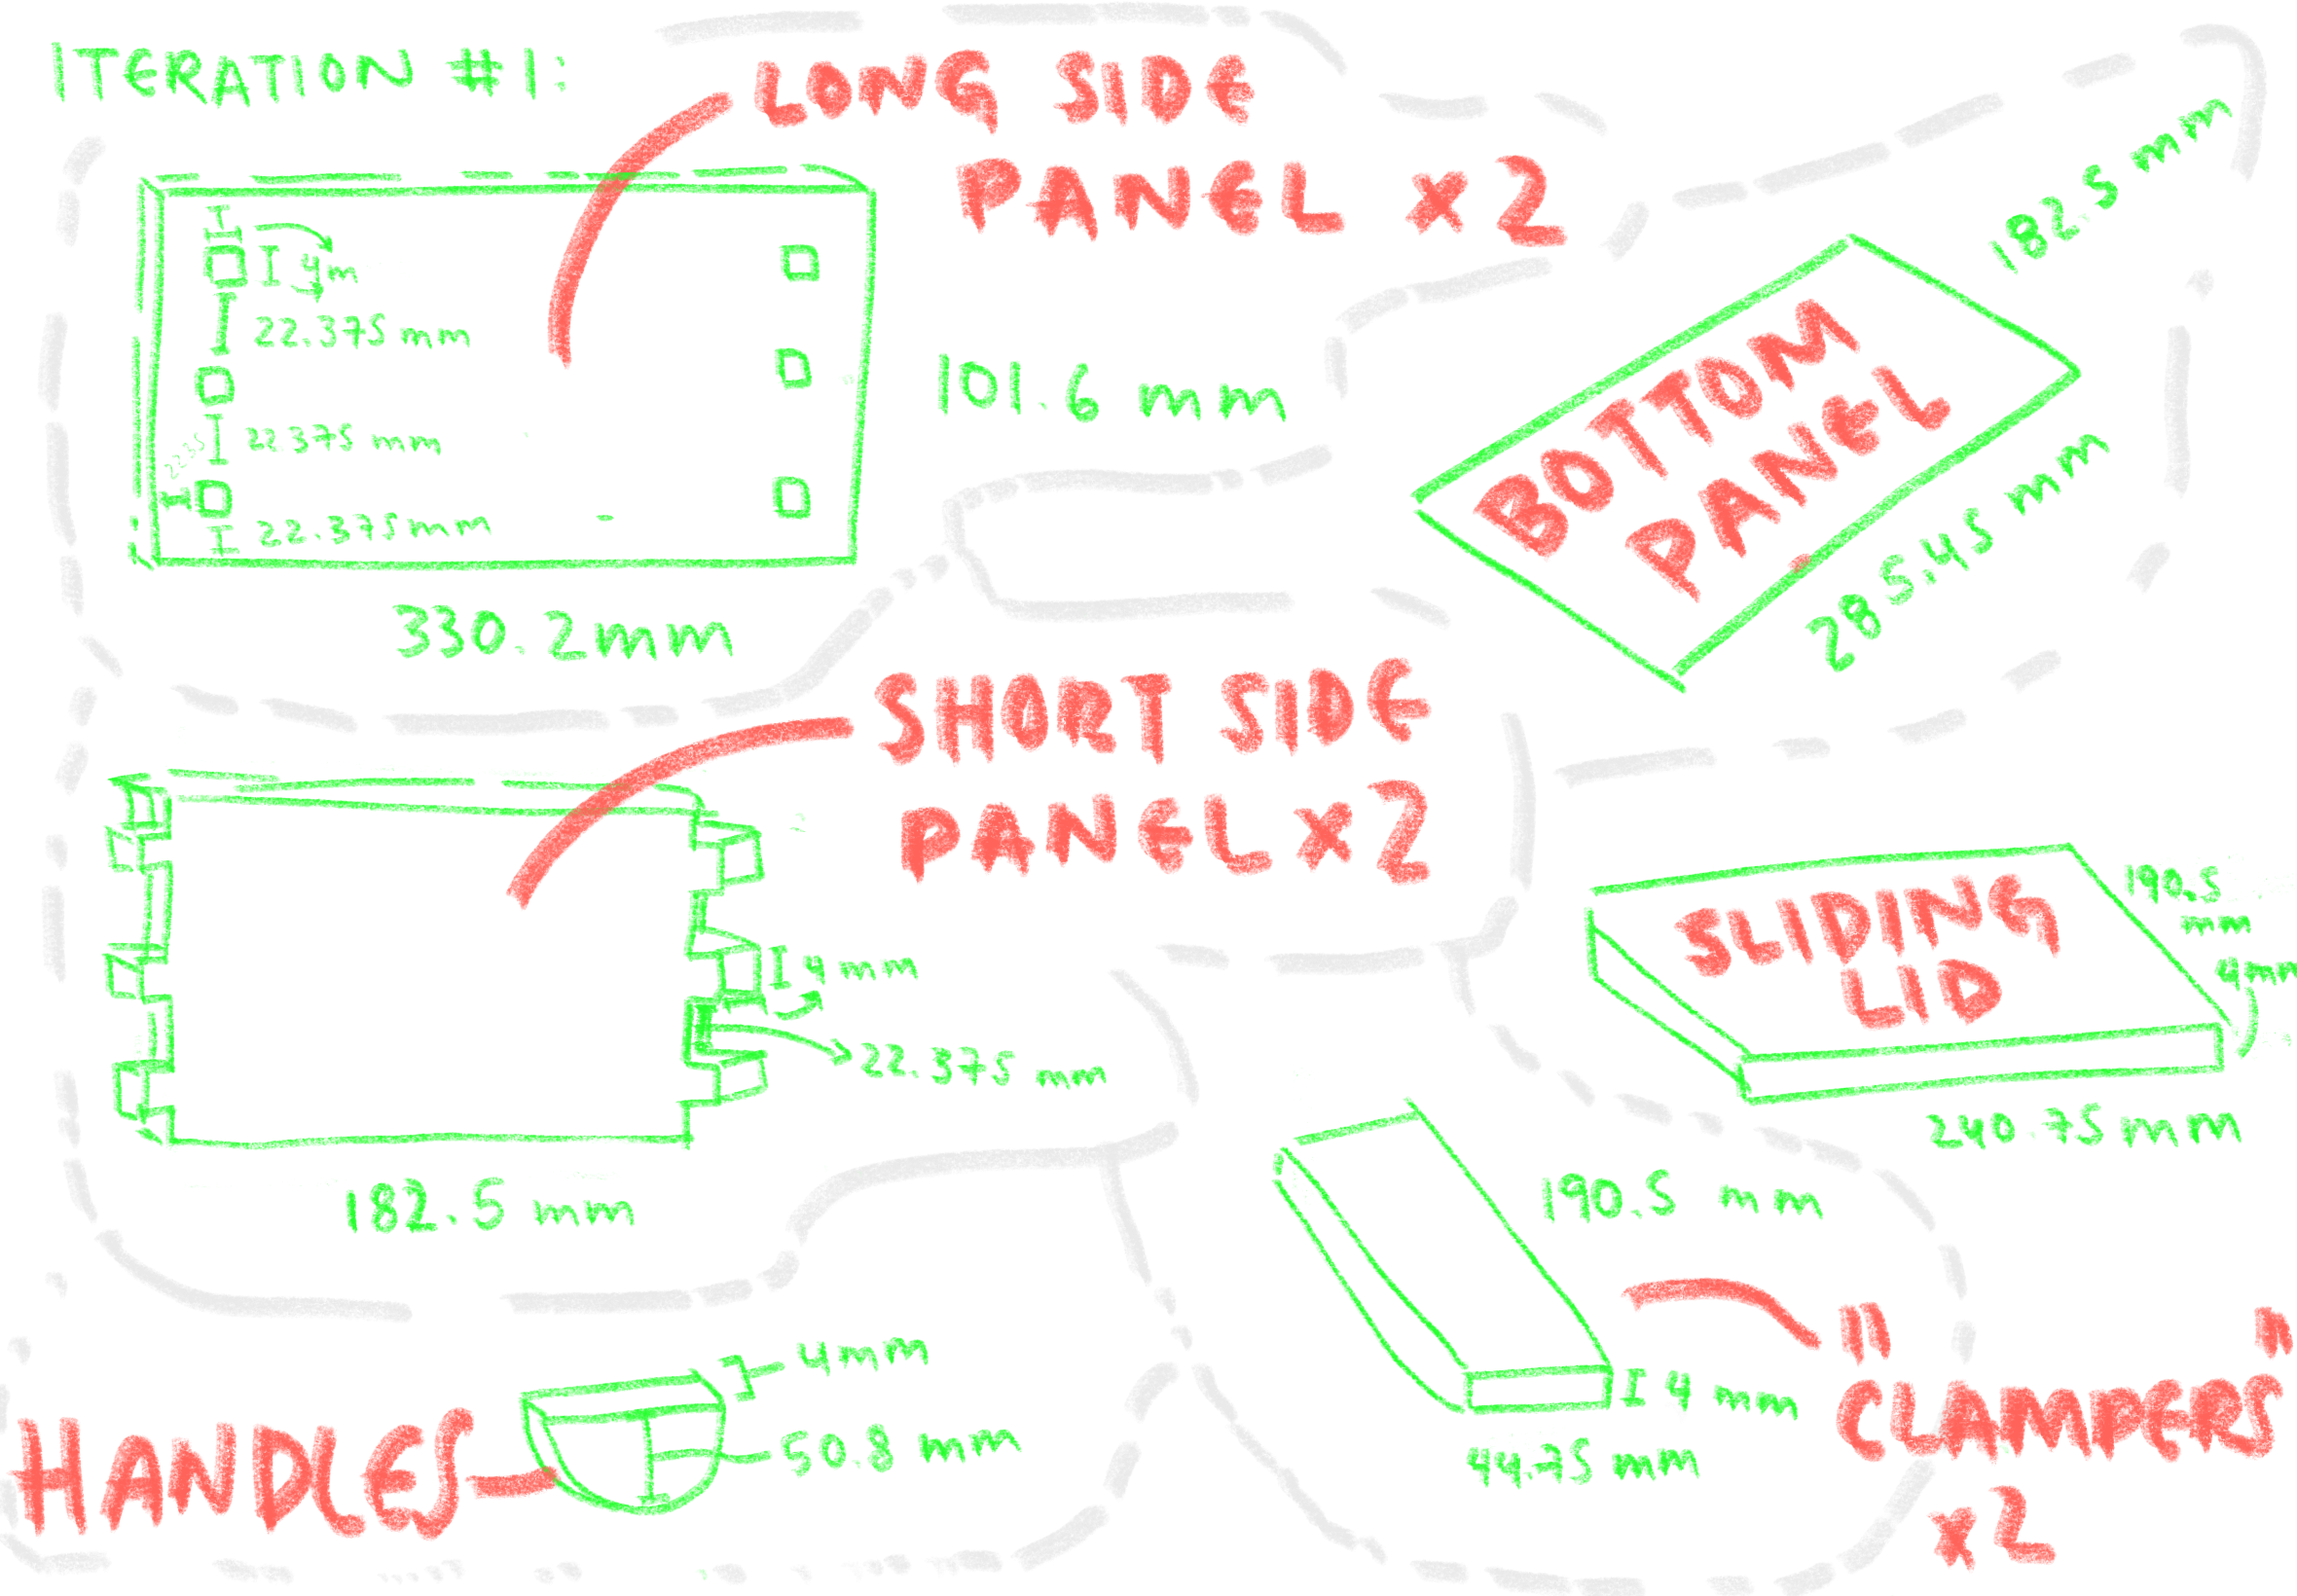 ITERATION #1:
LONG SIDE
PANEL x2
4m
22.375 mm
22.375 mm
22.375mm
101.6 mm
330.2mm
182.5 mm
BOTTOM
PANEL
285.45 mm
SHORT SIDE
PANEL x2
4 mm
22.375 mm
182.5 mm
SLIDING
LID
190.5
mm
4mm
240.75 mm
190.5 mm
4 mm
44.75 mm
"CLAMPERS"
x2
HANDLES
4mm
50.8 mm